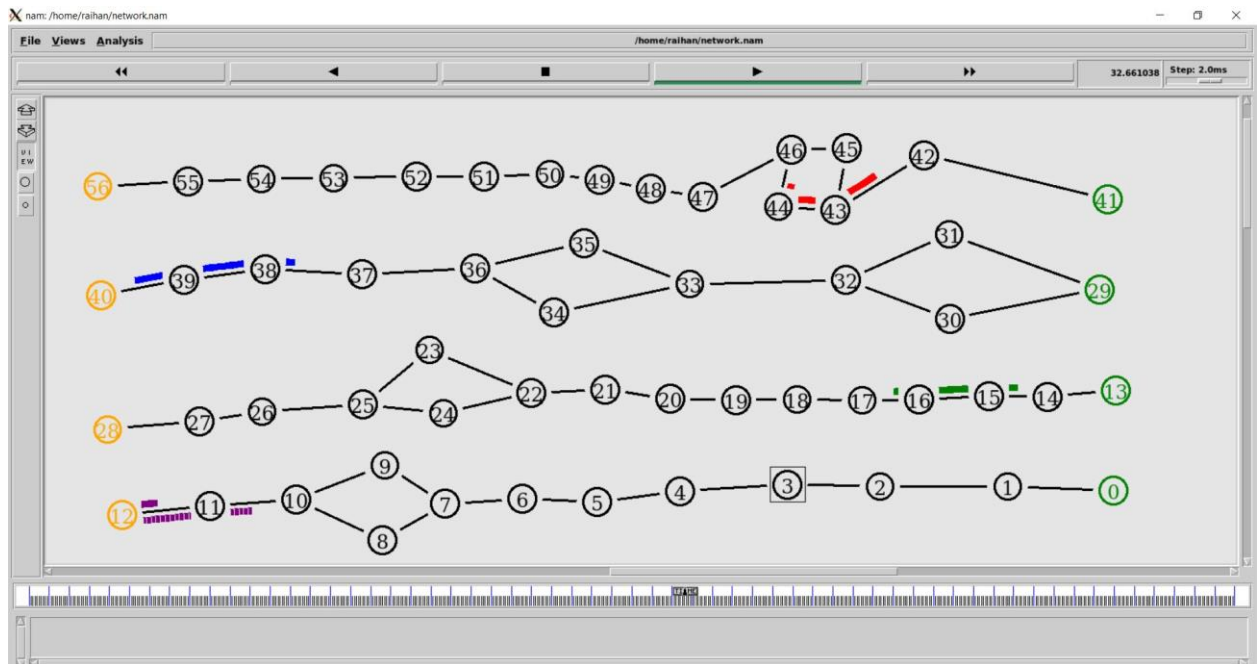 nam: /home/raihan/network.nam
File Views Analysis /home/raihan/network.nam
32.661038 Step: 2.0ms
VIEW
56 55 54 53 52 51 50 49 48 47 46 45 44 43 42 41
40 39 38 37 36 35 34 33 32 31 30 29
28 27 26 25 23 24 22 21 20 19 18 17 16 15 14 13
12 11 10 9 8 7 6 5 4 3 2 1 0
TIME